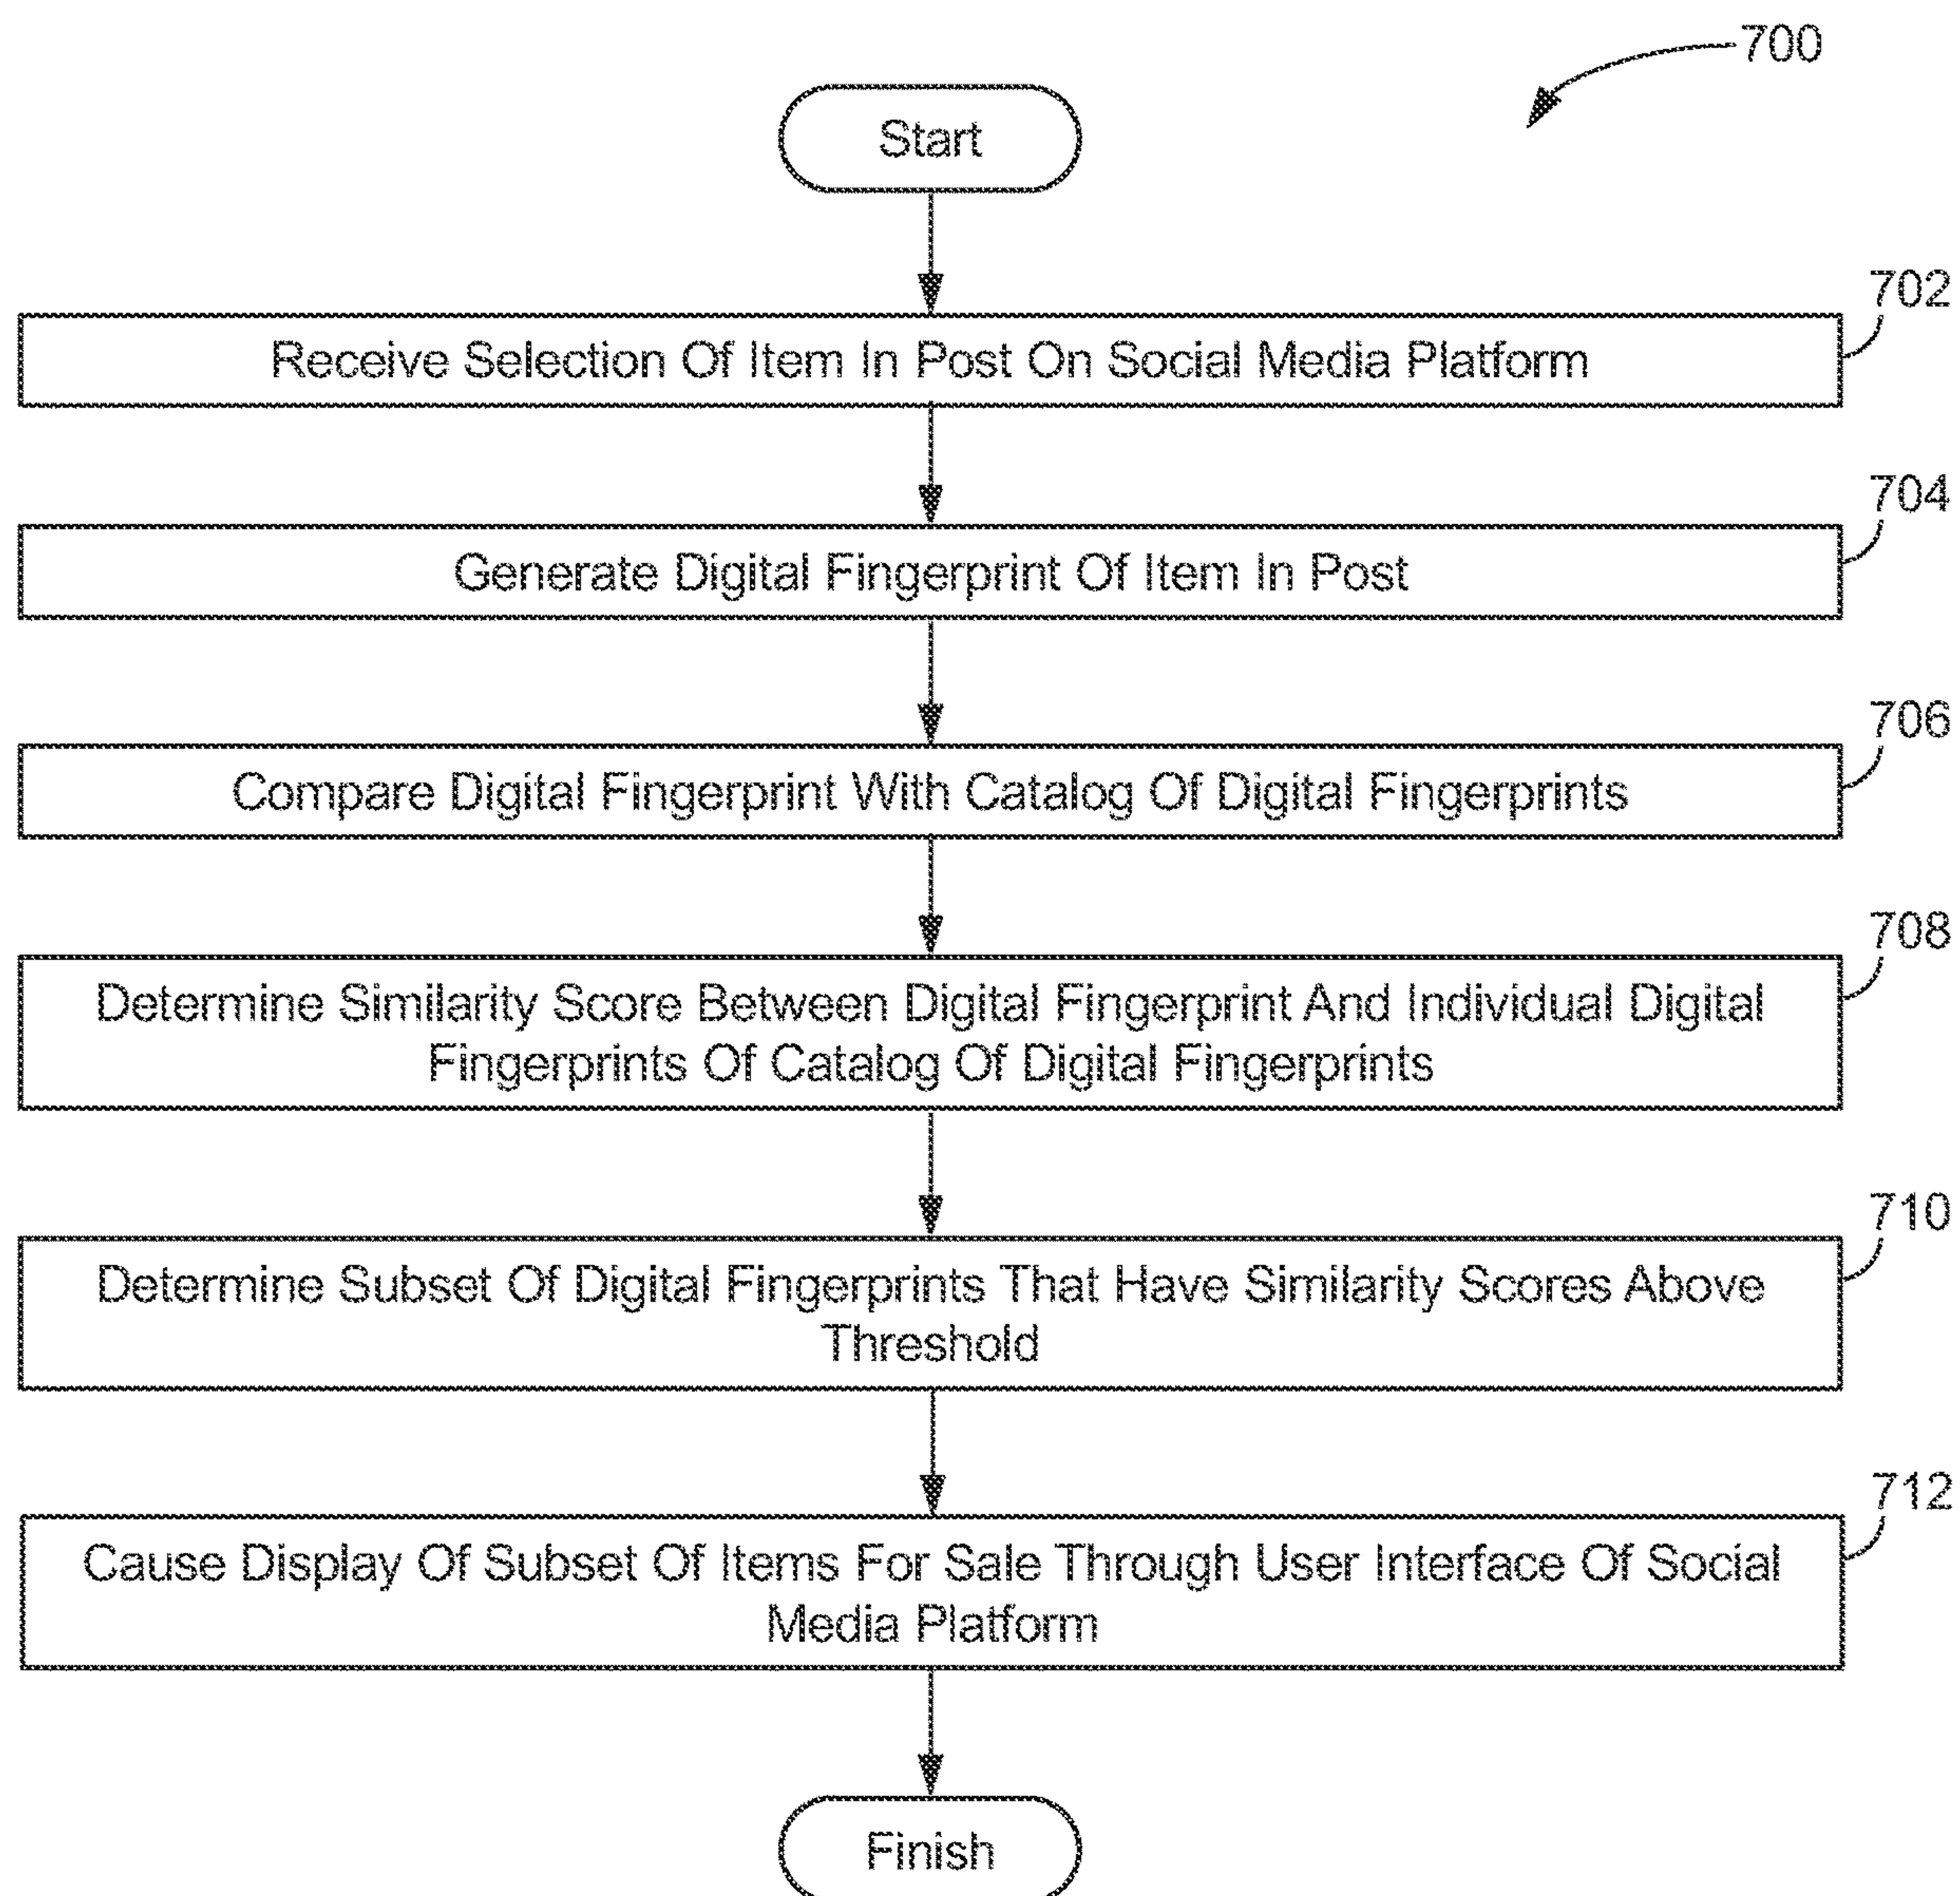 700
Start
702
Receive Selection Of Item In Post On Social Media Platform
704
Generate Digital Fingerprint Of Item In Post
706
Compare Digital Fingerprint With Catalog Of Digital Fingerprints
708
Determine Similarity Score Between Digital Fingerprint And Individual Digital
Fingerprints Of Catalog Of Digital Fingerprints
710
Determine Subset Of Digital Fingerprints That Have Similarity Scores Above
Threshold
712
Cause Display Of Subset Of Items For Sale Through User Interface Of Social
Media Platform
Finish